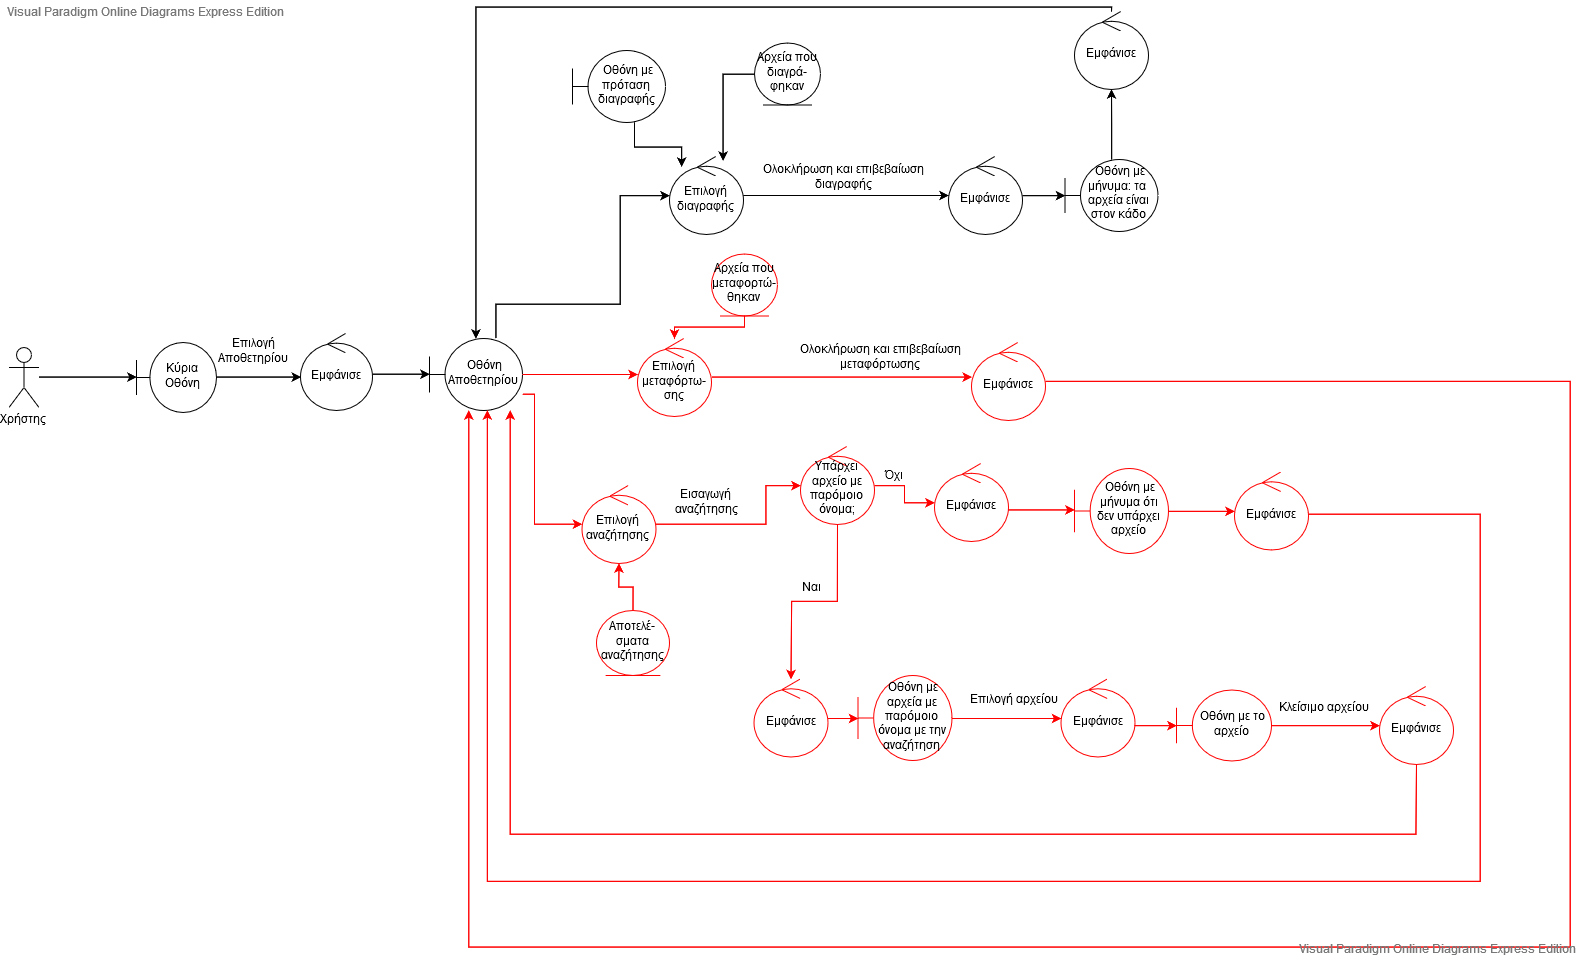 Visual Paradigm Online Diagrams Express Edition
Εμφάνισε
Οθόνη με
πρόταση
διαγραφής
Αρχεία που
διαγρά-
φηκαν
Επιλογή
διαγραφής
Ολοκλήρωση και επιβεβαίωση
διαγραφής
Εμφάνισε
Οθόνη με
μήνυμα: τα
αρχεία είναι
στον κάδο
Αρχεία που
μεταφορτώ-
θηκαν
Χρήστης
Κύρια
Οθόνη
Επιλογή
Αποθετηρίου
Εμφάνισε
Οθόνη
Αποθετηρίου
Επιλογή
μεταφόρτω-
σης
Ολοκλήρωση και επιβεβαίωση
μεταφόρτωσης
Εμφάνισε
Επιλογή
αναζήτησης
Εισαγωγή
αναζήτησης
Υπάρχει
αρχείο με
παρόμοιο
όνομα;
Όχι
Εμφάνισε
Οθόνη με
μήνυμα ότι
δεν υπάρχει
αρχείο
Εμφάνισε
Ναι
Αποτελέ-
σματα
αναζήτησης
Εμφάνισε
Οθόνη με
αρχεία με
παρόμοιο
όνομα με την
αναζήτηση
Επιλογή αρχείου
Εμφάνισε
Οθόνη με το
αρχείο
Κλείσιμο αρχείου
Εμφάνισε
Visual Paradigm Online Diagrams Express Edition